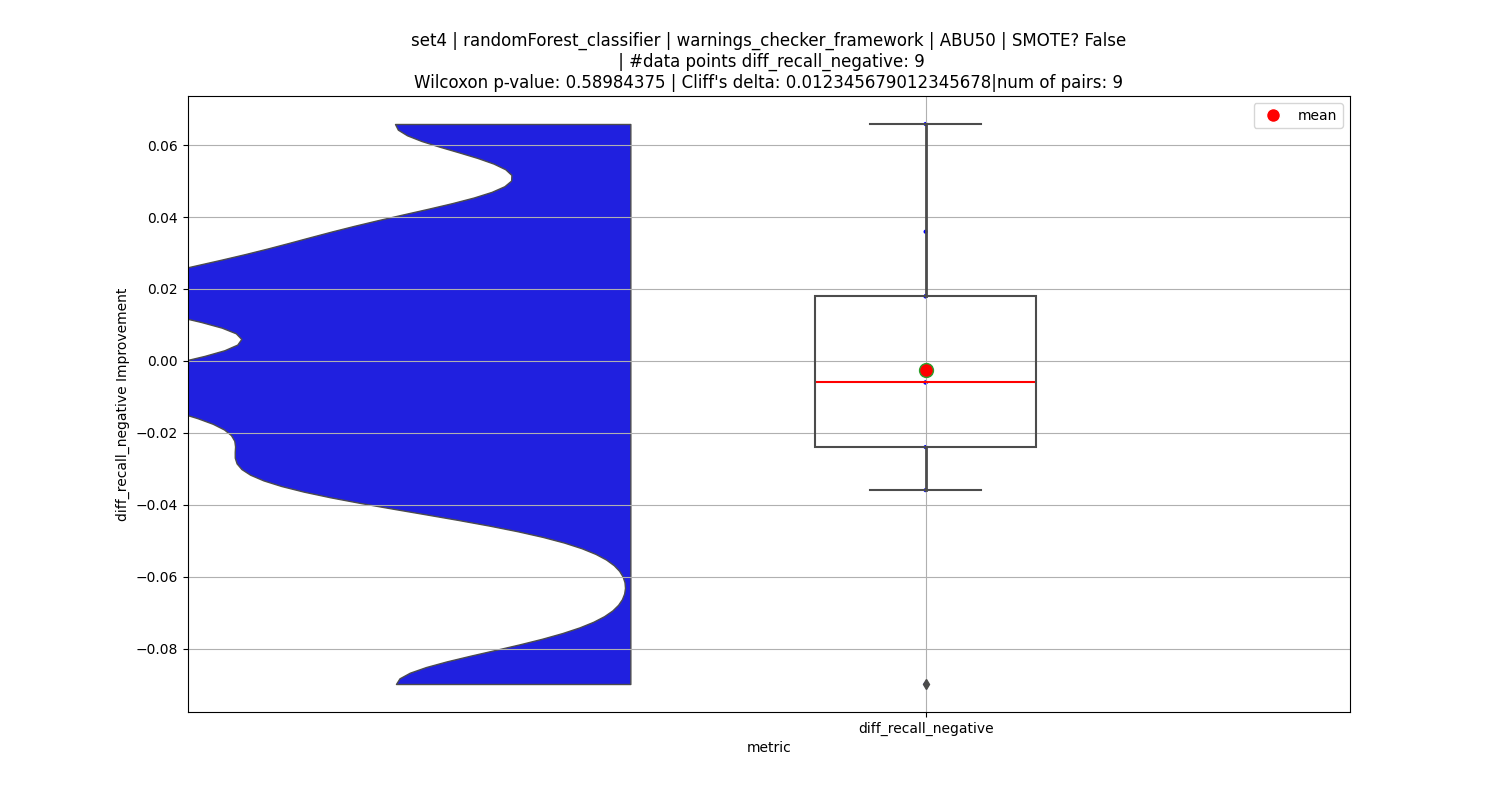 set4 | randomForest_classifier | warnings_checker_framework | ABU50 | SMOTE? False
| #data points diff_recall_negative: 9
Wilcoxon p-value: 0.58984375 | Cliff's delta: 0.012345679012345678|num of pairs: 9
mean
0.06
0.04
0.02
0.00
−0.02
−0.04
−0.06
−0.08
diff_recall_negative Improvement
diff_recall_negative
metric